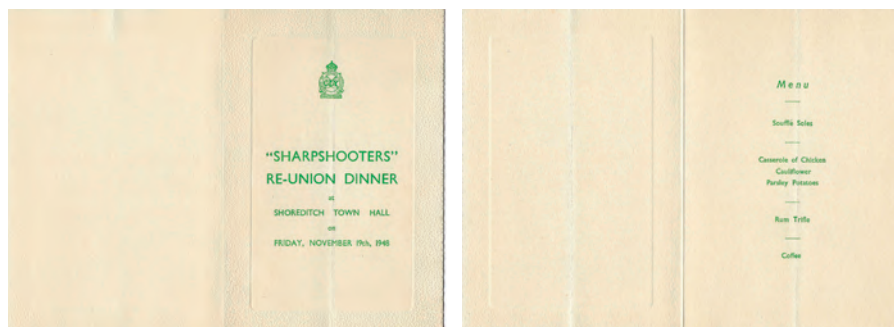 "SHARPSHOOTERS"
RE-UNION DINNER
at
SHOREDITCH TOWN HALL
on
FRIDAY, NOVEMBER 19th, 1948
Menu
Soufflé Soles
Casserole of Chicken
Cauliflower
Parsley Potatoes
Rum Trifle
Coffee